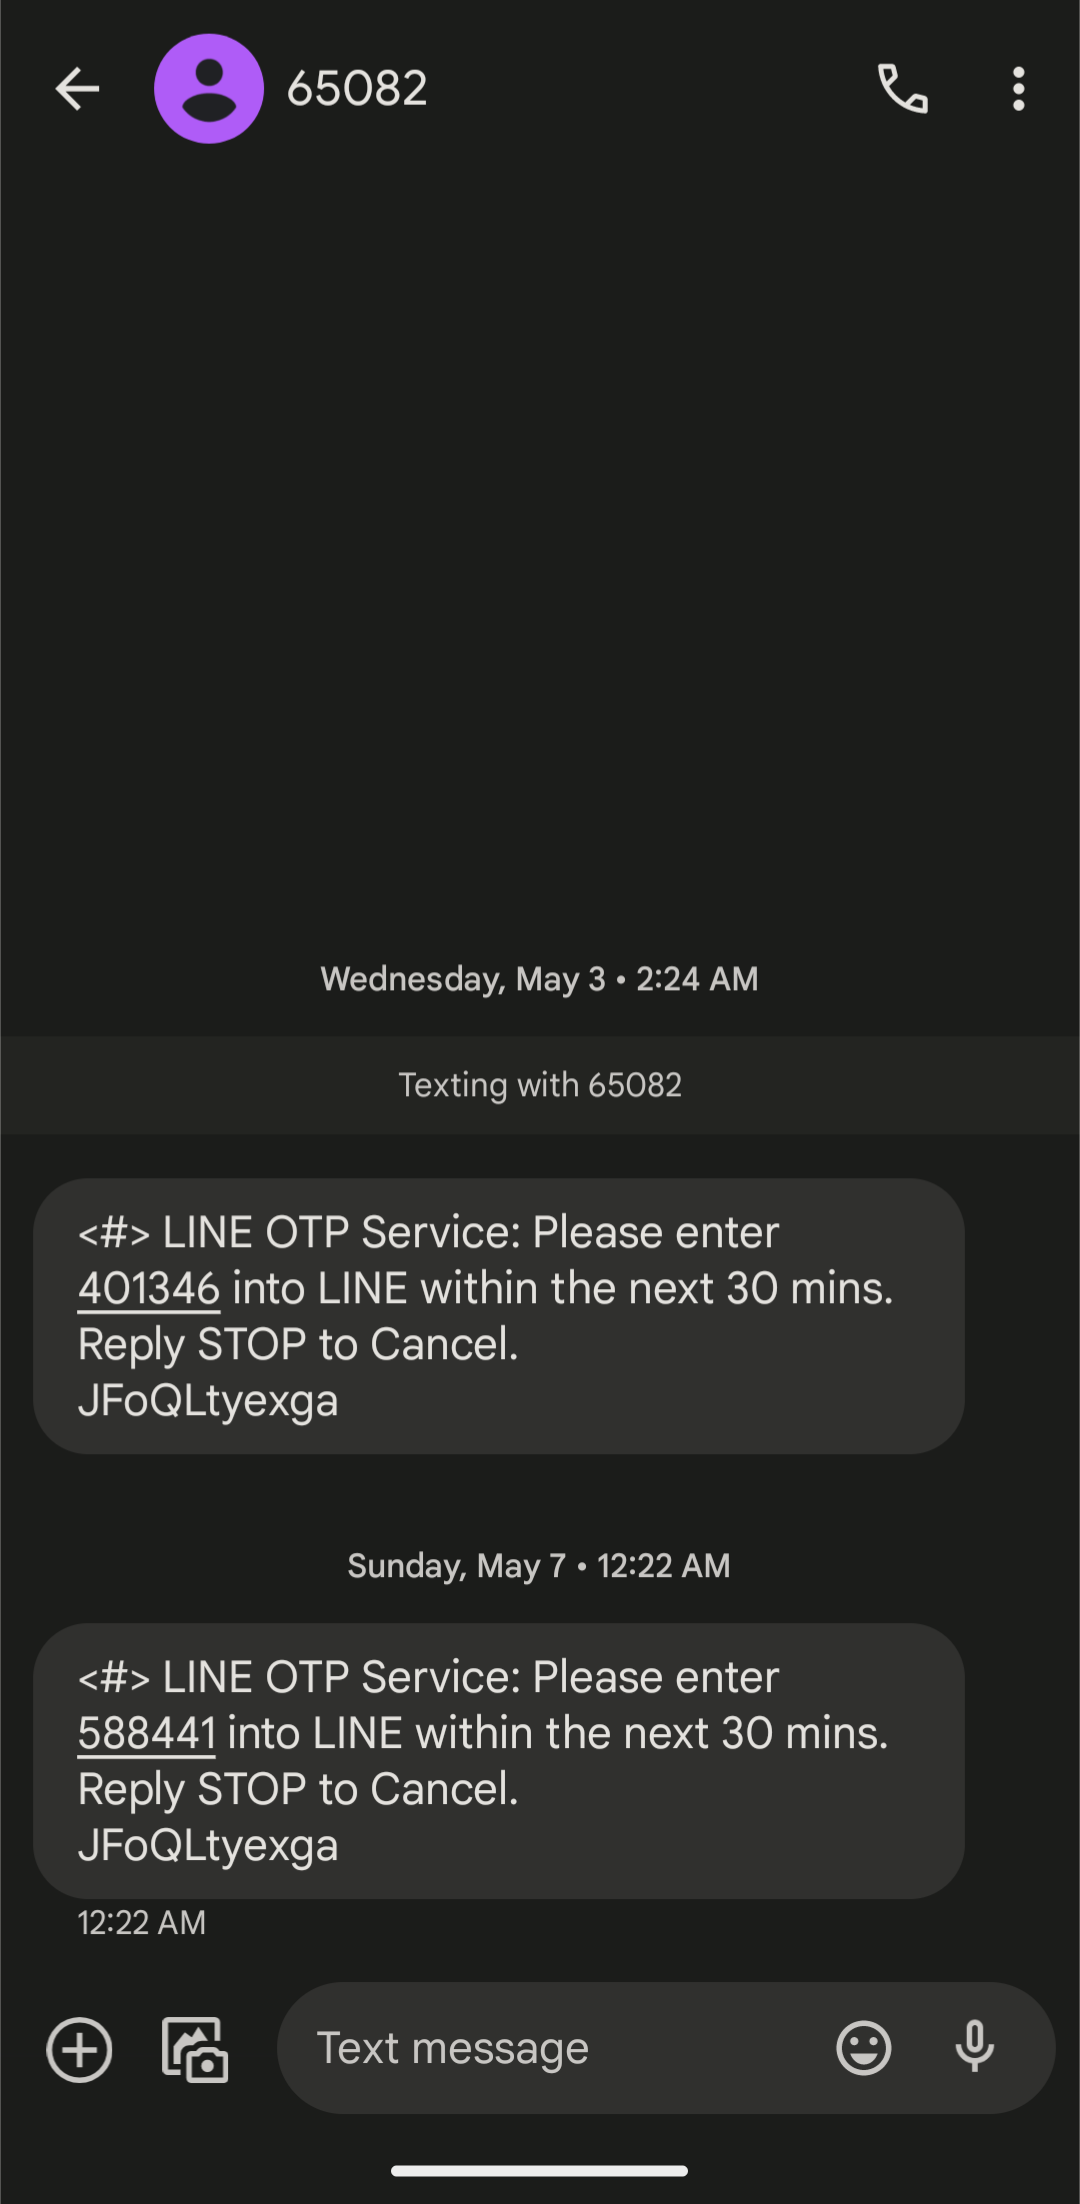 65082
Wednesday, May 3 • 2:24 AM
Texting with 65082
<#> LINE OTP Service: Please enter
401346 into LINE within the next 30 mins.
Reply STOP to Cancel.
JFoQLtyexga
Sunday, May 7 • 12:22 AM
<#> LINE OTP Service: Please enter
588441 into LINE within the next 30 mins.
Reply STOP to Cancel.
JFoQLtyexga
12:22 AM
Text message